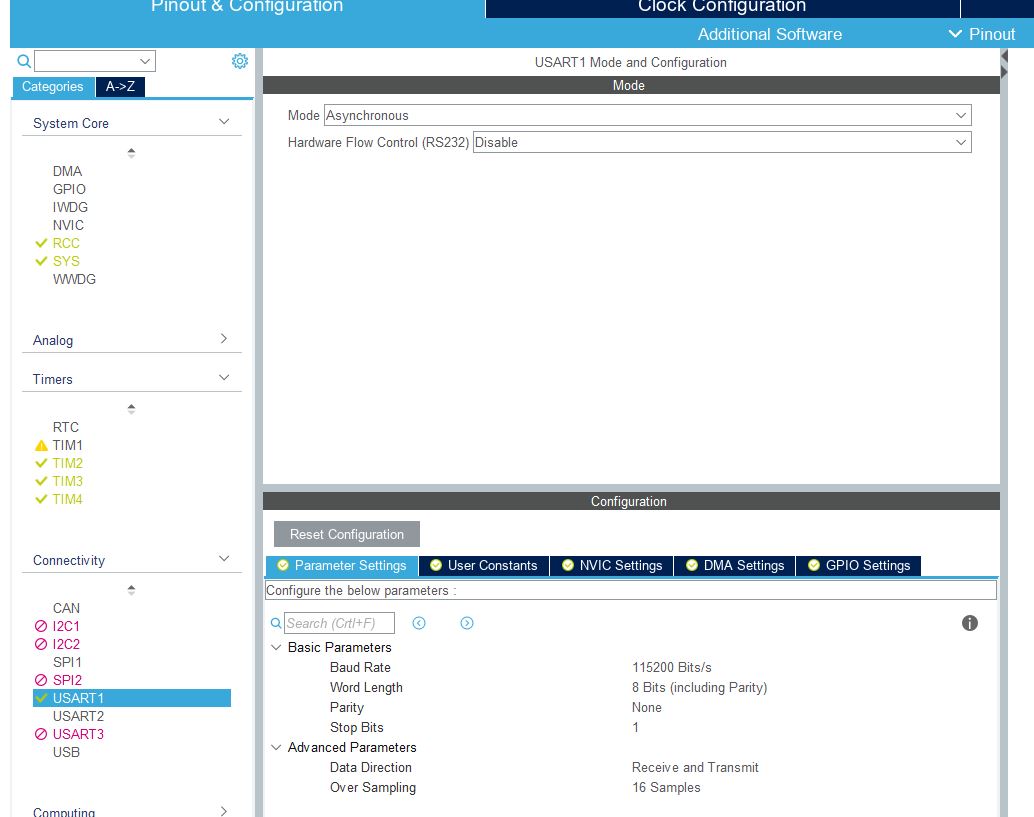 Pinout & Configuration
Clock Configuration
Additional Software
Pinout
Categories
A->Z
System Core
DMA
GPIO
IWDG
NVIC
RCC
SYS
WWDG
Analog
Timers
RTC
TIM1
TIM2
TIM3
TIM4
Connectivity
CAN
I2C1
I2C2
SPI1
SPI2
USART1
USART2
USART3
USB
Computing
USART1 Mode and Configuration
Mode
Mode Asynchronous
Hardware Flow Control (RS232) Disable
Configuration
Reset Configuration
Parameter Settings
User Constants
NVIC Settings
DMA Settings
GPIO Settings
Configure the below parameters :
Search (Crtl+F)
Basic Parameters
Baud Rate 115200 Bits/s
Word Length 8 Bits (including Parity)
Parity None
Stop Bits 1
Advanced Parameters
Data Direction Receive and Transmit
Over Sampling 16 Samples